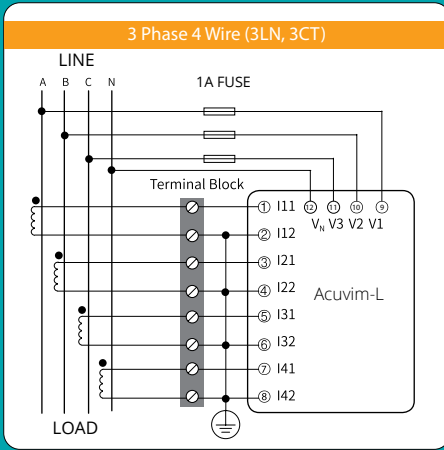 3 Phase 4 Wire (3LN, 3CT)
LINE
A B C N
1A FUSE
Terminal Block
1 I11
12 11 10 9
VN V3 V2 V1
2 I12
3 I21
4 I22
Acuvim-L
5 I31
6 I32
7 I41
8 I42
LOAD